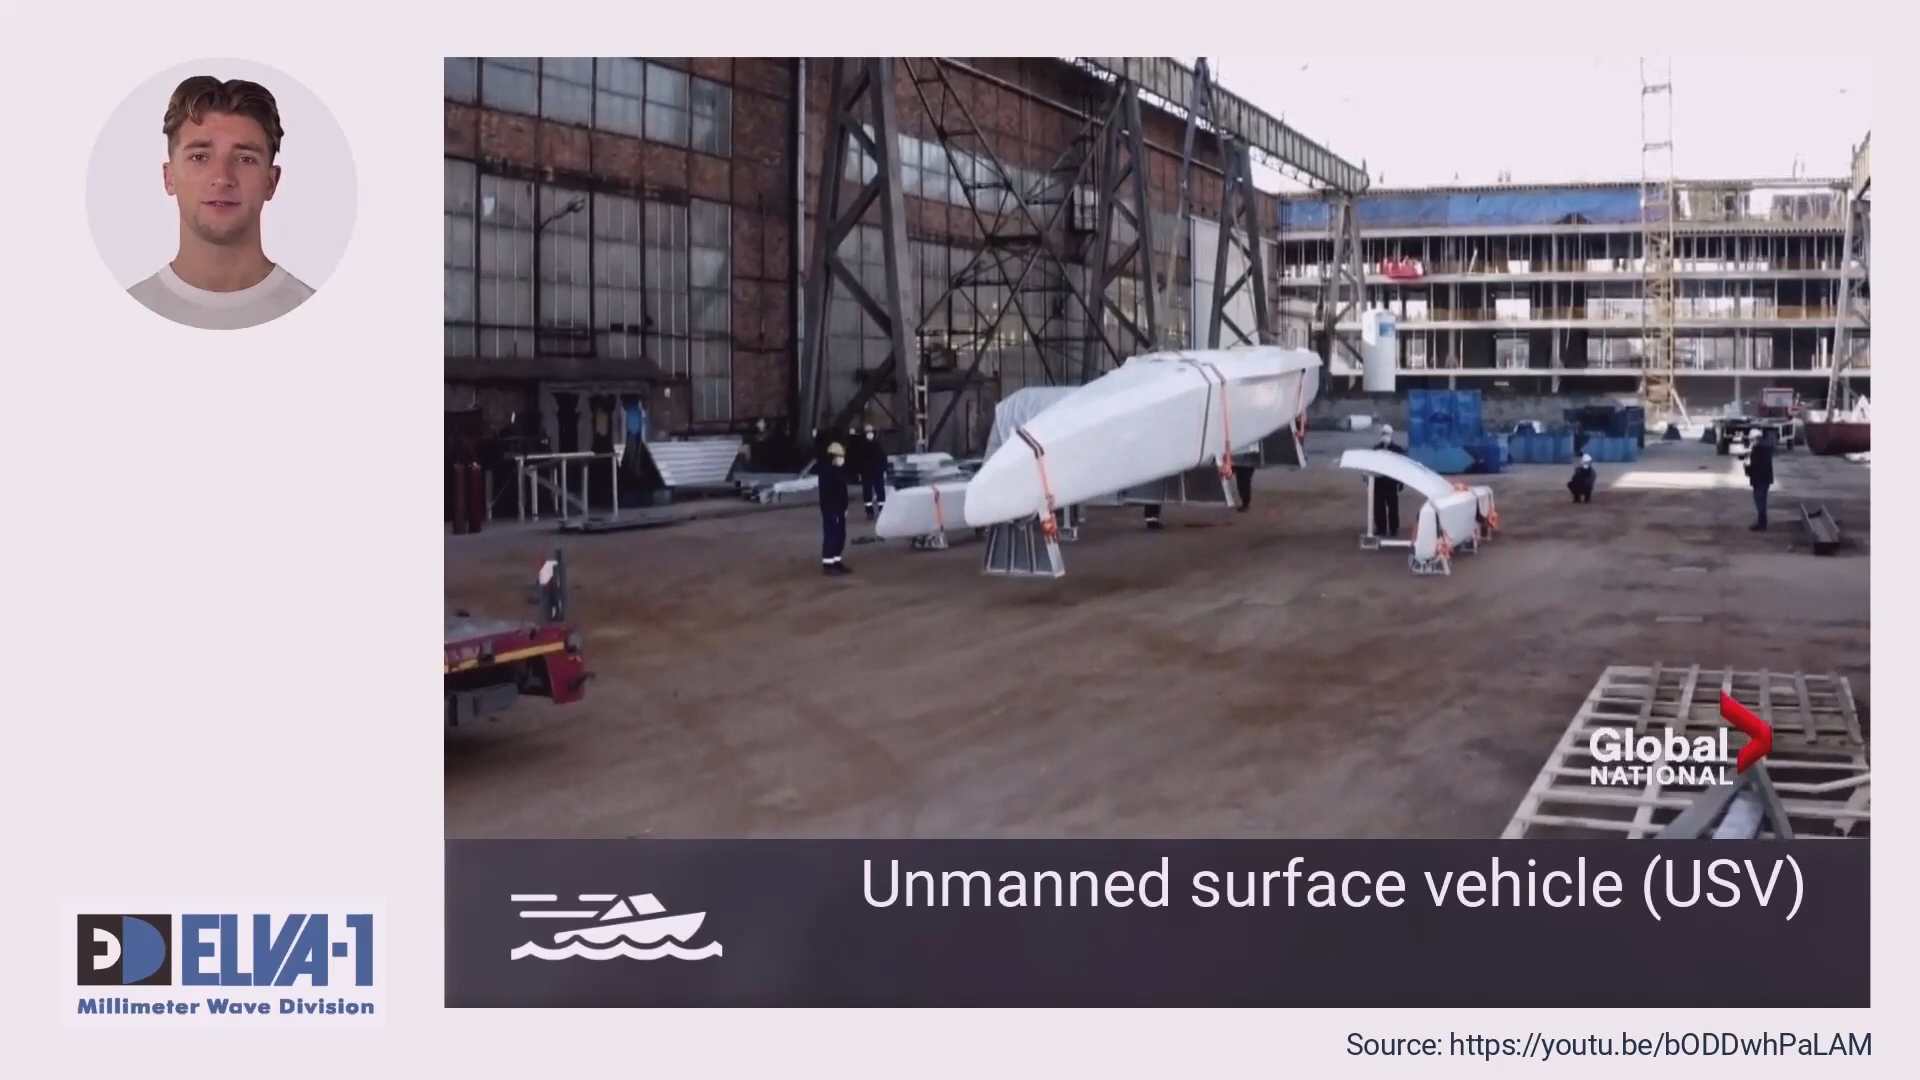 Global
NATIONAL
Unmanned surface vehicle (USV)
ELVA-1
Millimeter Wave Division
Source: https://youtu.be/bODDwhPaLAM